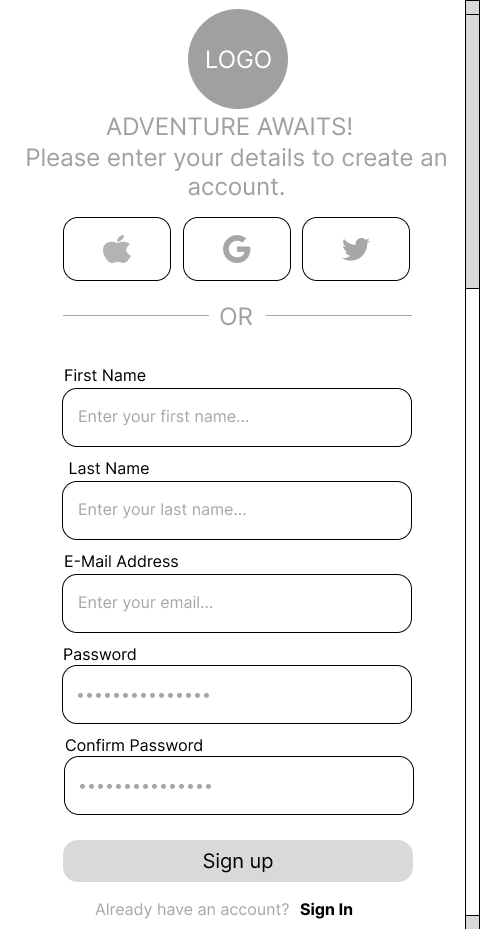 LOGO
ADVENTURE AWAITS!
Please enter your details to create an
account.
OR
First Name
Enter your first name...
Last Name
Enter your last name...
E-Mail Address
Enter your email...
Password
Confirm Password
Sign up
Already have an account? Sign In